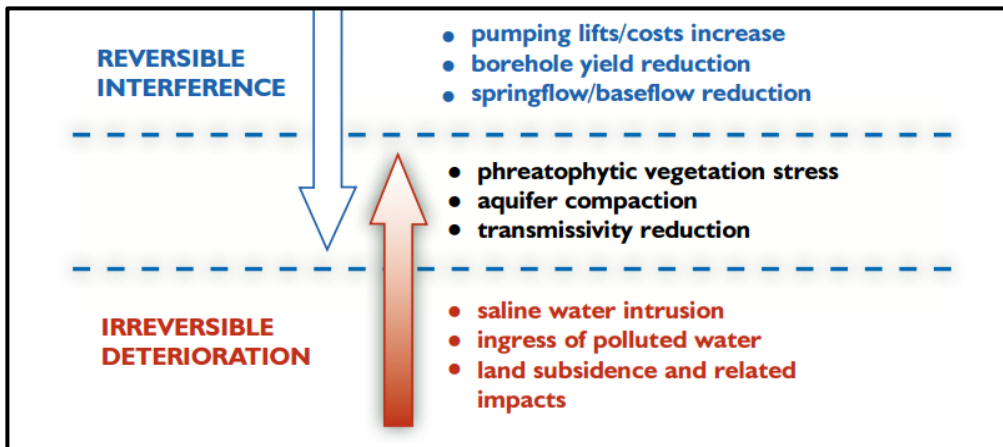 REVERSIBLE
INTERFERENCE
• pumping lifts/costs increase
• borehole yield reduction
• springflow/baseflow reduction
• phreatophytic vegetation stress
• aquifer compaction
• transmissivity reduction
IRREVERSIBLE
DETERIORATION
• saline water intrusion
• ingress of polluted water
• land subsidence and related
impacts